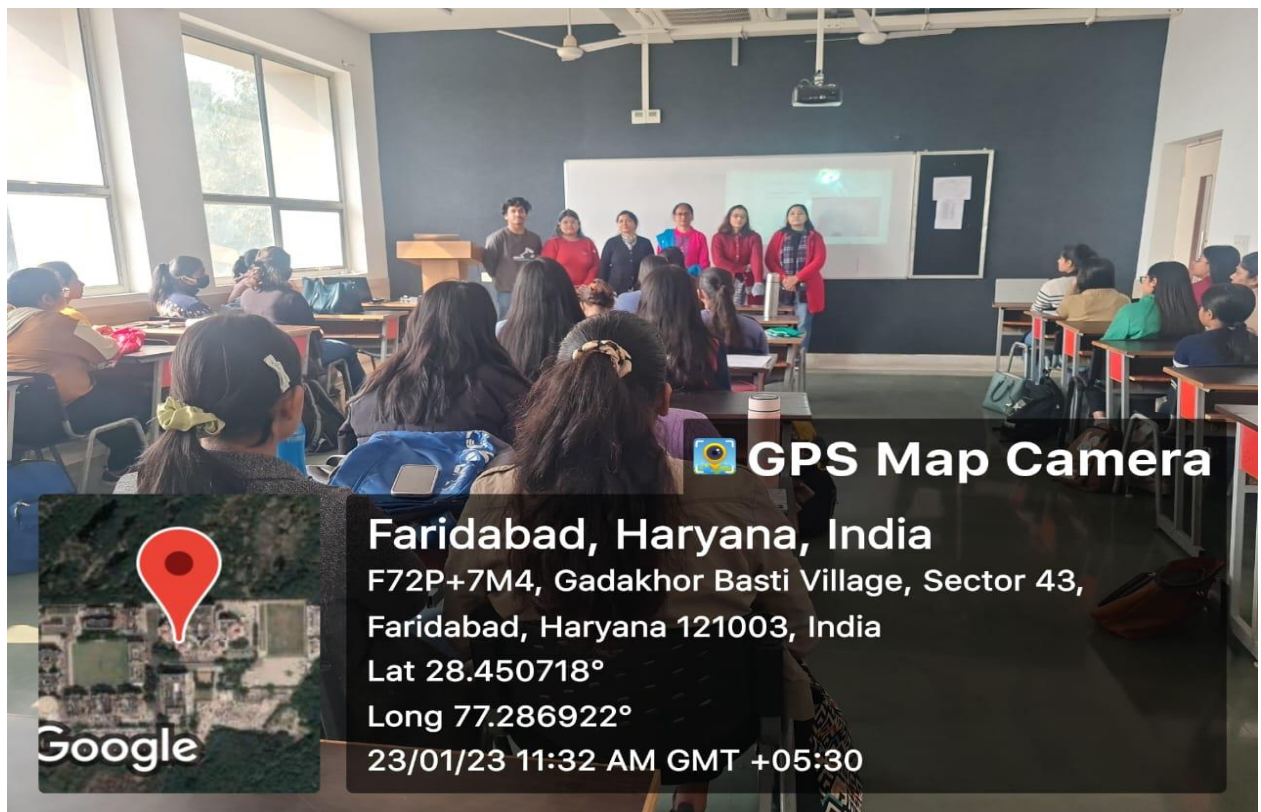 GPS Map Camera
Faridabad, Haryana, India
F72P+7M4, Gadakhor Basti Village, Sector 43,
Faridabad, Haryana 121003, India
Lat 28.450718°
Long 77.286922°
23/01/23 11:32 AM GMT +05:30
Google